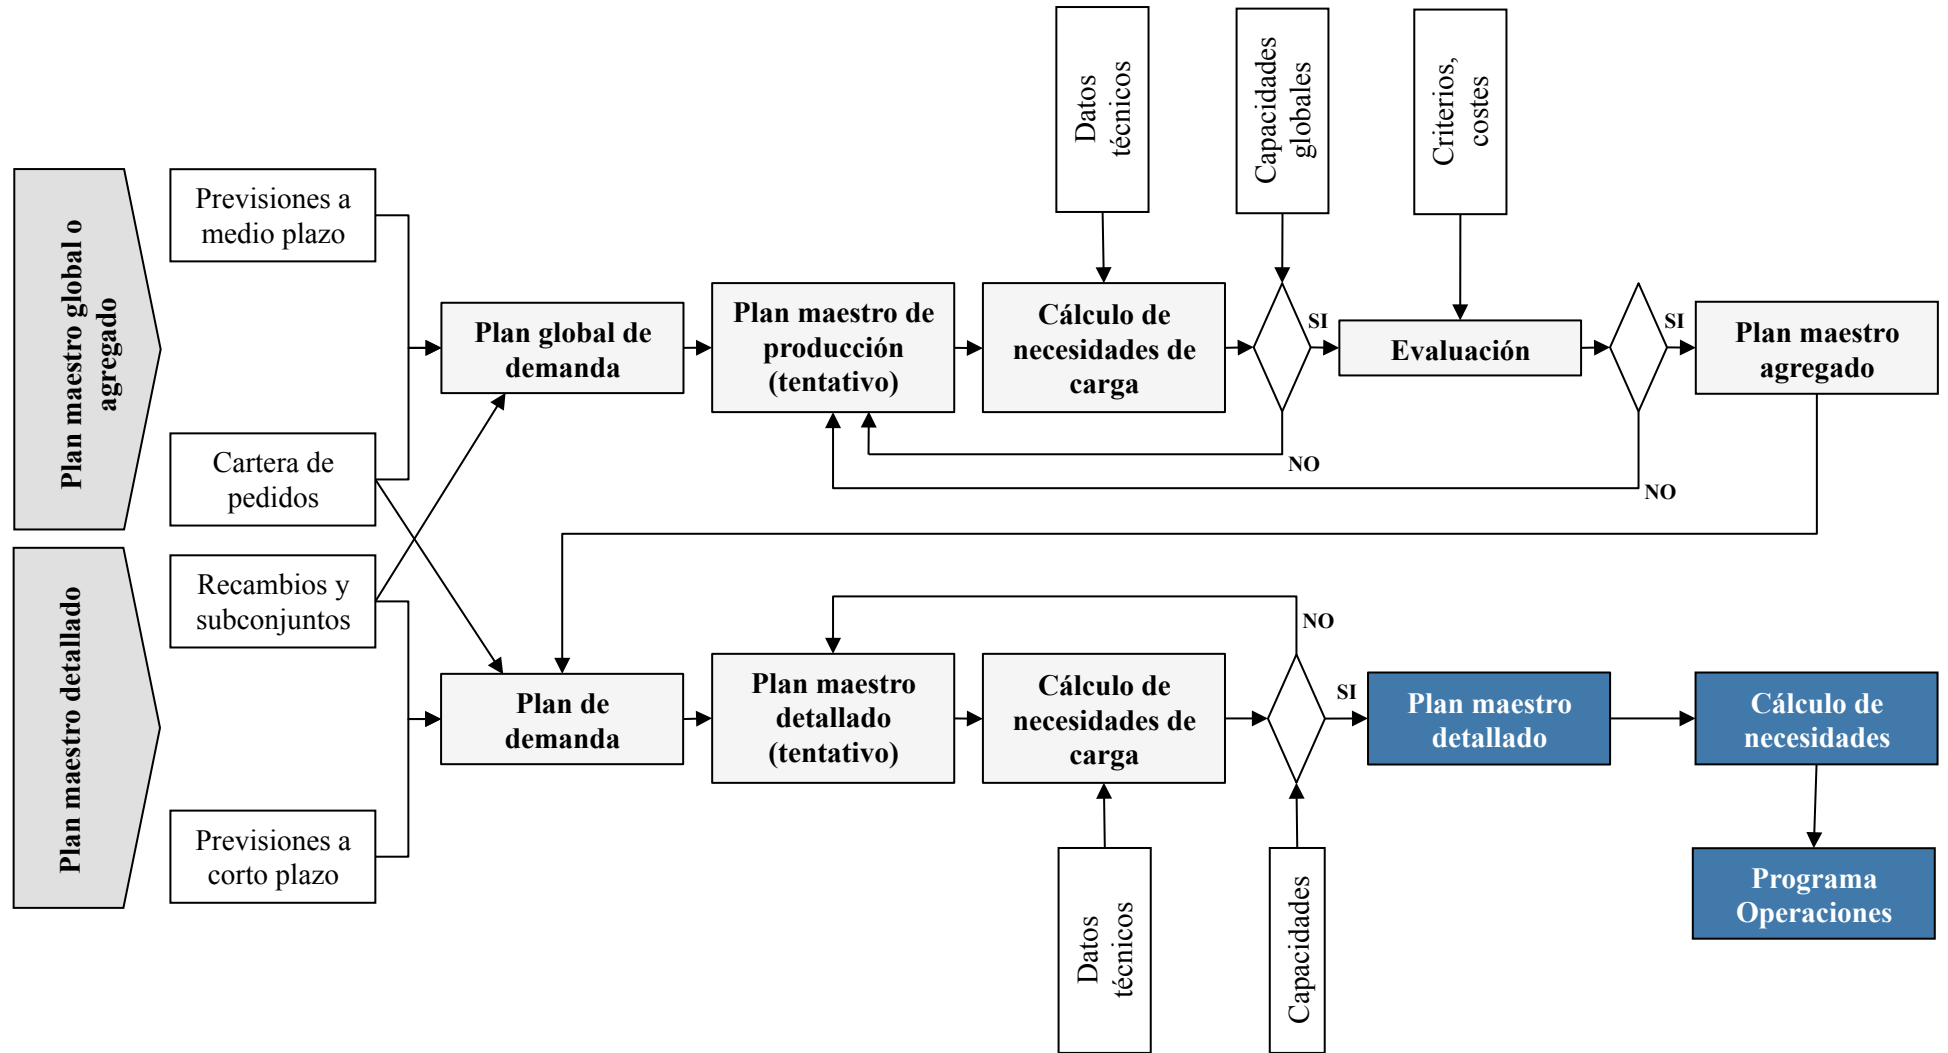 Datos
técnicos
Capacidades
globales
Criterios,
costes
Plan maestro global o
agregado
Previsiones a
medio plazo
Cartera de
pedidos
Plan global de
demanda
Plan maestro de
producción
(tentativo)
Cálculo de
necesidades de
carga
SI
NO
Evaluación
SI
NO
Plan maestro
agregado
Plan maestro detallado
Recambios y
subconjuntos
Previsiones a
corto plazo
Plan de
demanda
Plan maestro
detallado
(tentativo)
Cálculo de
necesidades de
carga
NO
SI
Plan maestro
detallado
Cálculo de
necesidades
Programa
Operaciones
Datos
técnicos
Capacidades